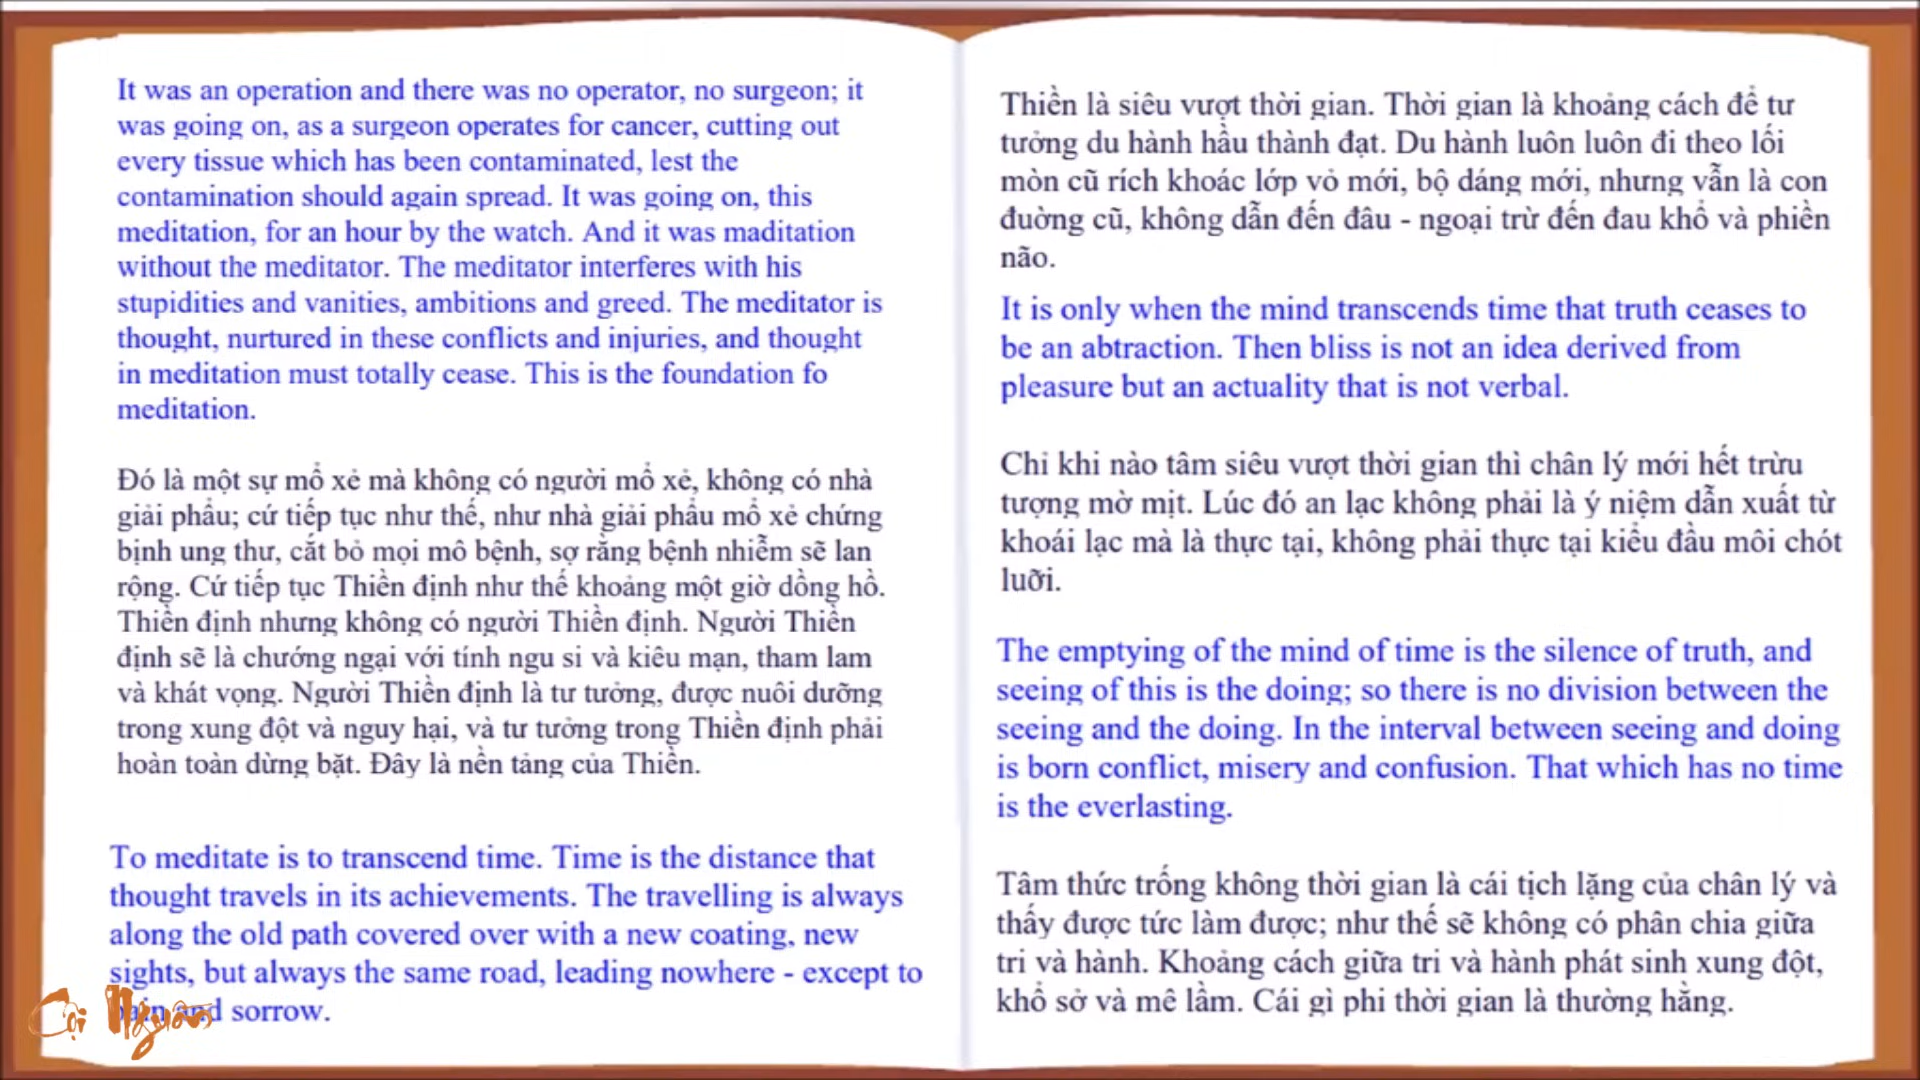 It was an operation and there was no operator, no surgeon; it
was going on, as a surgeon operates for cancer, cutting out
every tissue which has been contaminated, lest the
contamination should again spread. It was going on, this
meditation, for an hour by the watch. And it was maditation
without the meditator. The meditator interferes with his
stupidities and vanities, ambitions and greed. The meditator is
thought, nurtured in these conflicts and injuries, and thought
in meditation must totally cease. This is the foundation fo
meditation.
Đó là một sự mổ xẻ mà không có người mổ xẻ, không có nhà
giải phẩu; cứ tiếp tục như thế, như nhà giải phẩu mổ xẻ chứng
bịnh ung thư, cắt bỏ mọi mô bệnh, sợ rằng bệnh nhiễm sẽ lan
rộng. Cứ tiếp tục Thiền định như thế khoảng một giờ đồng hồ.
Thiền định nhưng không có người Thiền định. Người Thiền
định sẽ là chướng ngại với tính ngu si và kiêu mạn, tham lam
và khát vọng. Người Thiền định là tư tưởng, được nuôi dưỡng
trong xung đột và nguy hại, và tư tưởng trong Thiền định phải
hoàn toàn dừng bặt. Đây là nền tảng của Thiền.
To meditate is to transcend time. Time is the distance that
thought travels in its achievements. The travelling is always
along the old path covered over with a new coating, new
sights, but always the same road, leading nowhere - except to
pain and sorrow.
Cội Nguồn
Thiền là siêu vượt thời gian. Thời gian là khoảng cách để tư
tưởng du hành hầu thành đạt. Du hành luôn luôn đi theo lối
mòn cũ rích khoác lớp vỏ mới, bộ dáng mới, nhưng vẫn là con
đuờng cũ, không dẫn đến đâu - ngoại trừ đến đau khổ và phiền
não.
It is only when the mind transcends time that truth ceases to
be an abtraction. Then bliss is not an idea derived from
pleasure but an actuality that is not verbal.
Chỉ khi nào tâm siêu vượt thời gian thì chân lý mới hết trừu
tượng mờ mịt. Lúc đó an lạc không phải là ý niệm dẫn xuất từ
khoái lạc mà là thực tại, không phải thực tại kiểu đầu môi chót
luỡi.
The emptying of the mind of time is the silence of truth, and
seeing of this is the doing; so there is no division between the
seeing and the doing. In the interval between seeing and doing
is born conflict, misery and confusion. That which has no time
is the everlasting.
Tâm thức trống không thời gian là cái tịch lặng của chân lý và
thấy được tức làm được; như thế sẽ không có phân chia giữa
tri và hành. Khoảng cách giữa tri và hành phát sinh xung đột,
khổ sở và mê lầm. Cái gì phi thời gian là thường hằng.